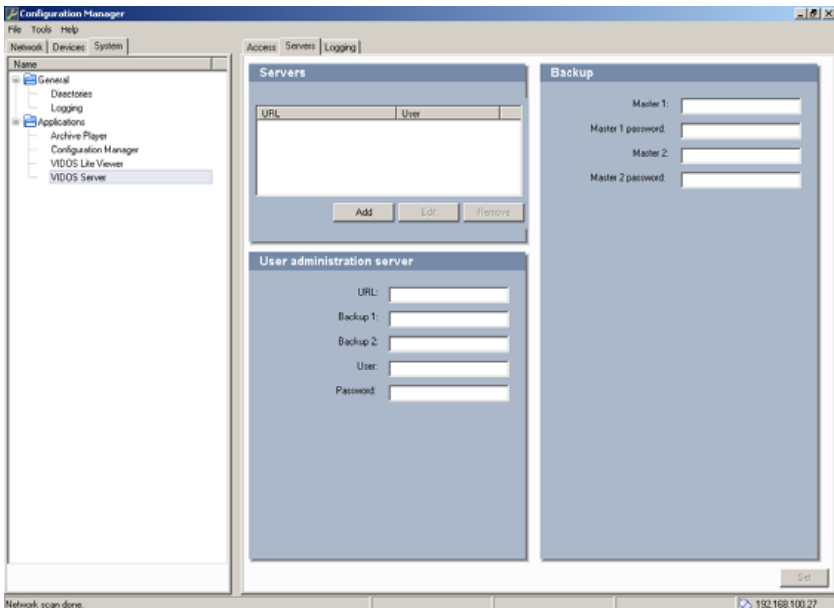 Configuration Manager
File Tools Help
Network Devices System
Access Servers Logging
Name
General
Directories
Logging
Applications
Archive Player
Configuration Manager
VIDOS Lite Viewer
VIDOS Server
Servers
URL User
Add Edit Remove
User administration server
URL:
Backup 1:
Backup 2:
User:
Password:
Backup
Master 1:
Master 1 password:
Master 2:
Master 2 password:
Set
Network scan done.
192.168.100.27